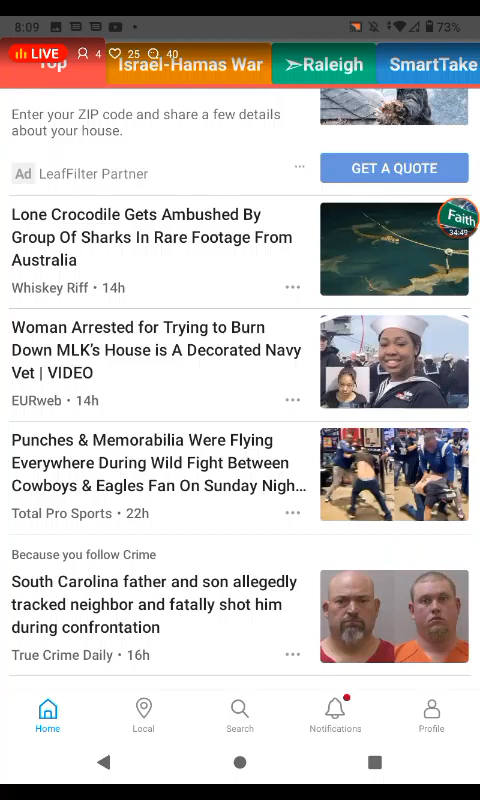 8:09
73%
LIVE
4
25
40
Top
Israel-Hamas War
Raleigh
SmartTake
Enter your ZIP code and share a few details
about your house.
Ad LeafFilter Partner
GET A QUOTE
Lone Crocodile Gets Ambushed By
Group Of Sharks In Rare Footage From
Australia
Whiskey Riff • 14h
Faith
34:49
Woman Arrested for Trying to Burn
Down MLK's House is A Decorated Navy
Vet | VIDEO
EURweb • 14h
Punches & Memorabilia Were Flying
Everywhere During Wild Fight Between
Cowboys & Eagles Fan On Sunday Nigh...
Total Pro Sports • 22h
Because you follow Crime
South Carolina father and son allegedly
tracked neighbor and fatally shot him
during confrontation
True Crime Daily • 16h
Home
Local
Search
Notifications
Profile